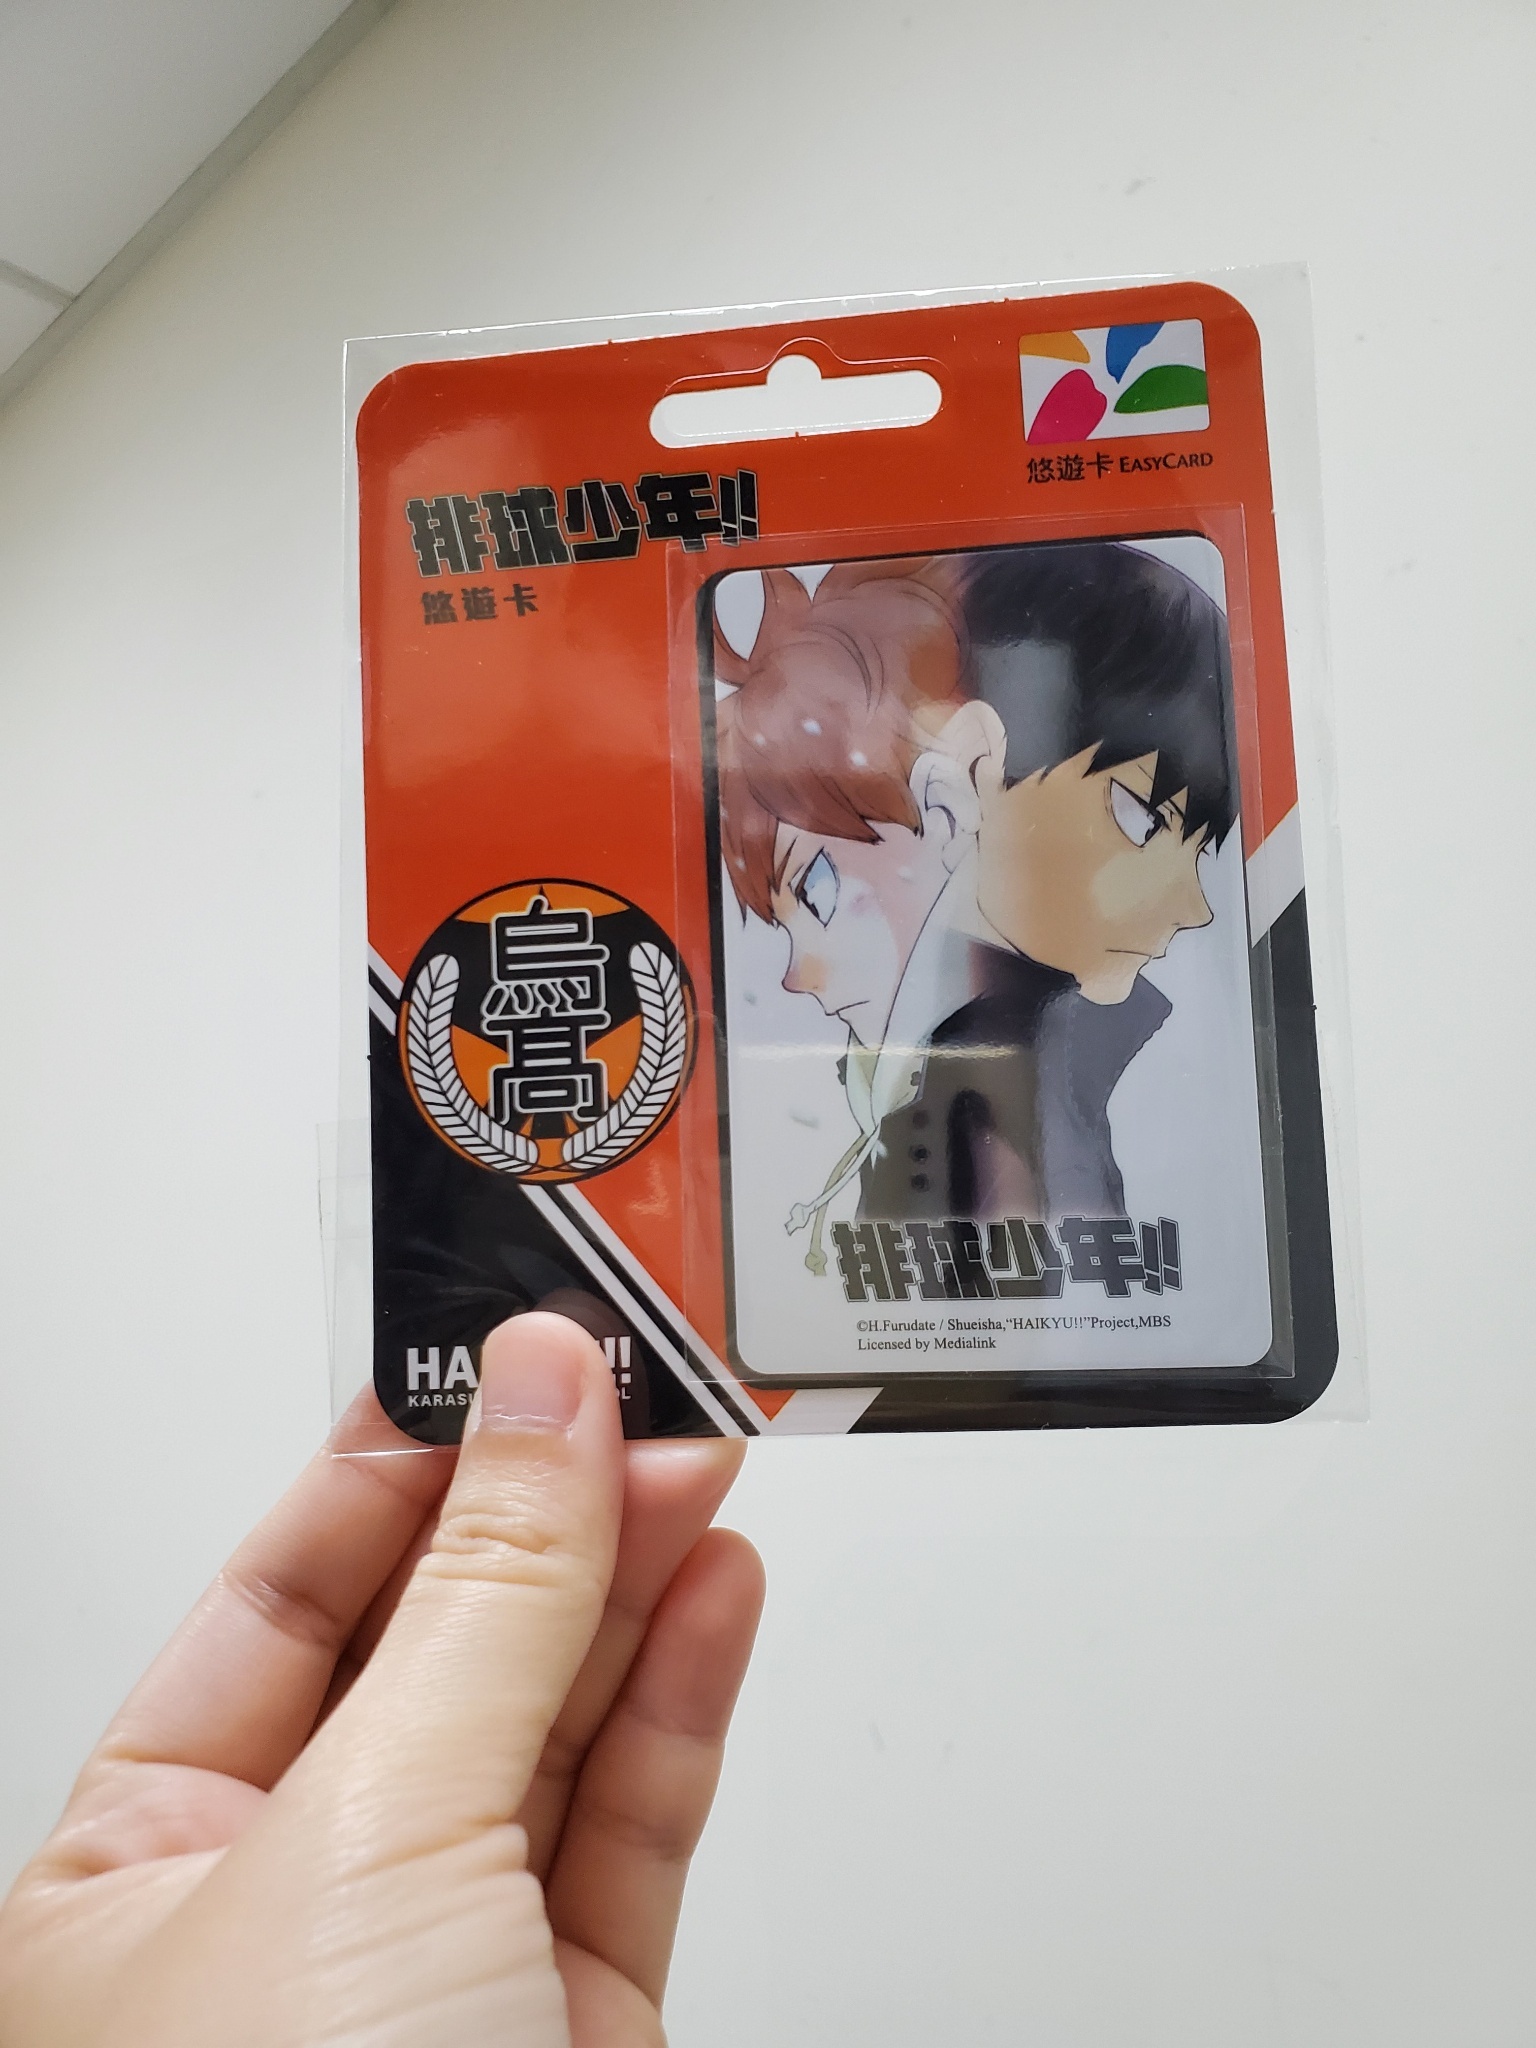 悠遊卡 EASYCARD
排球少年!!
悠遊卡
烏
高
排球少年!!
©H.Furudate / Shueisha,“HAIKYU!!”Project,MBS
Licensed by Medialink